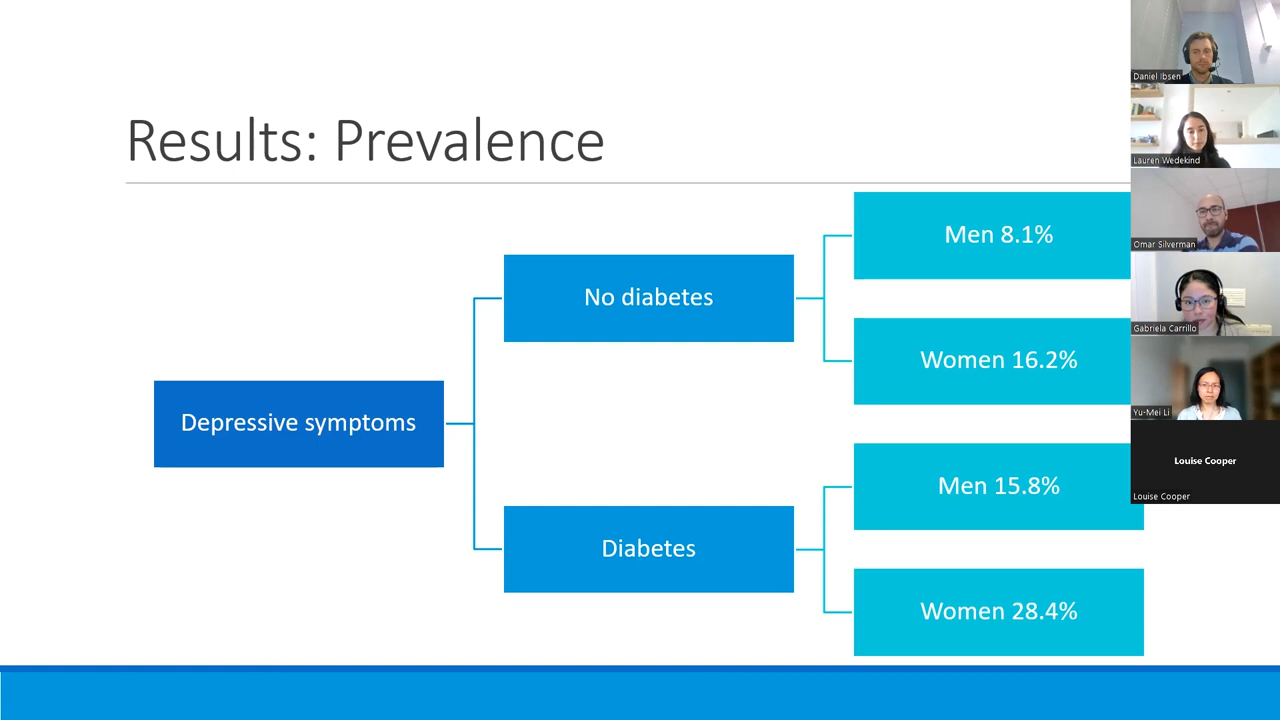 Results: Prevalence
Depressive symptoms
No diabetes
Diabetes
Men 8.1%
Women 16.2%
Men 15.8%
Women 28.4%
Daniel Ibsen
Lauren Wedekind
Omar Silverman
Gabriela Carrillo
Yu-Mei Li
Louise Cooper
Louise Cooper